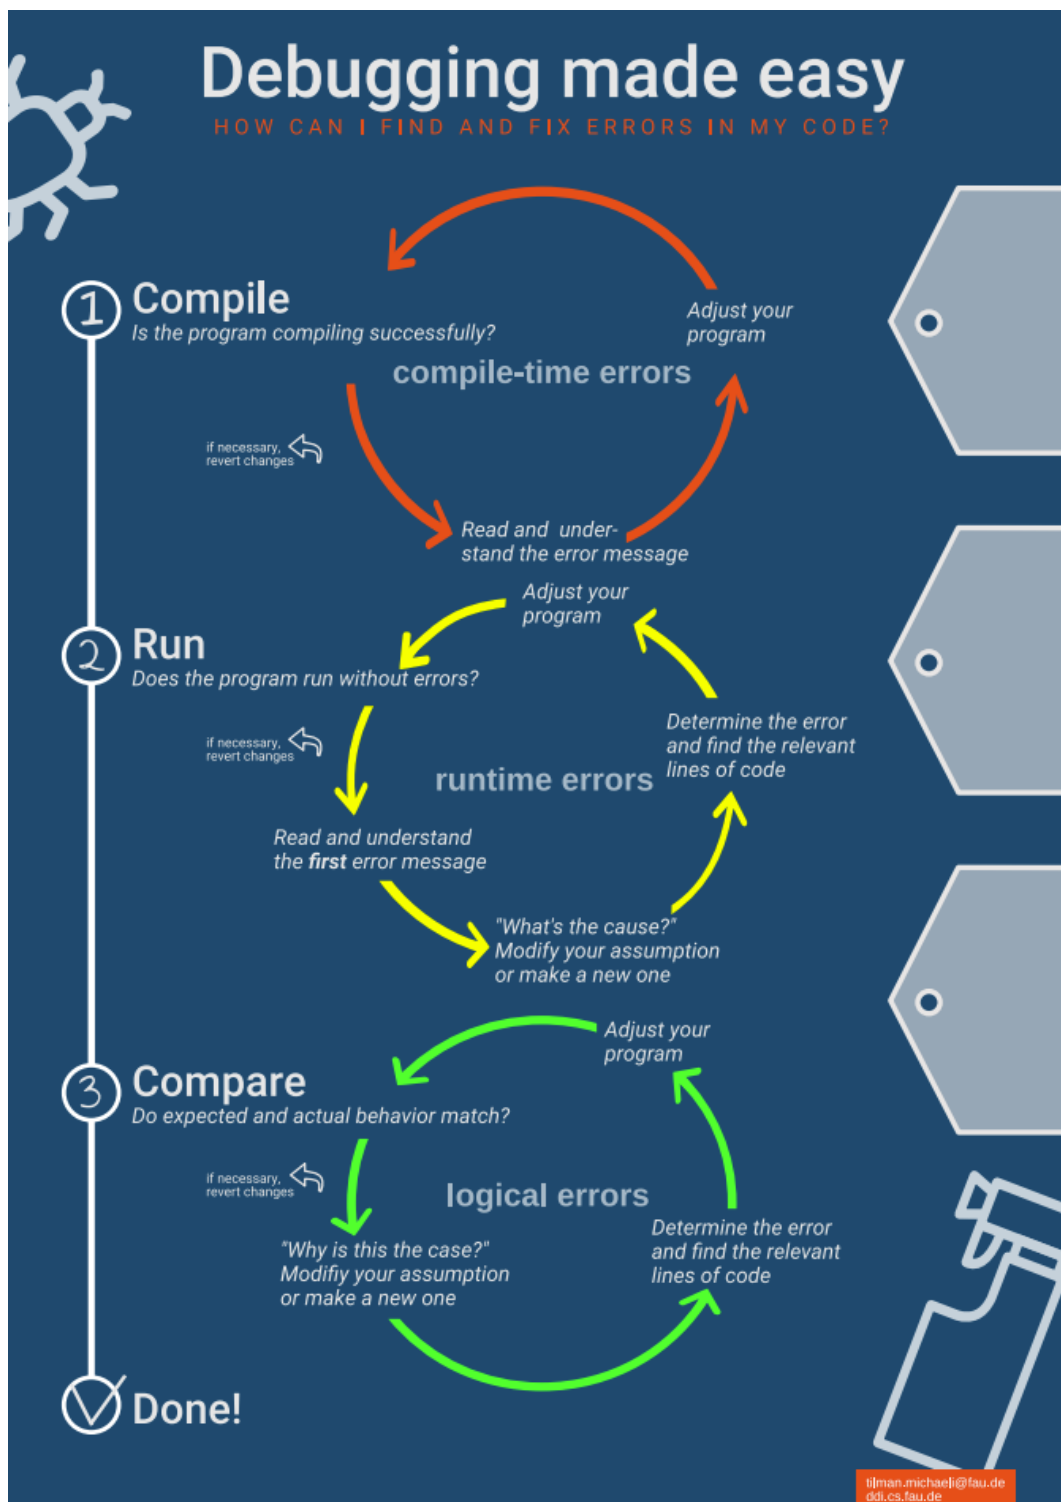 Debugging made easy
HOW CAN I FIND AND FIX ERRORS IN MY CODE?
1
Compile
Is the program compiling successfully?
Adjust your
program
compile-time errors
if necessary,
revert changes
Read and under-
stand the error message
Adjust your
program
2
Run
Does the program run without errors?
Determine the error
and find the relevant
lines of code
if necessary,
revert changes
runtime errors
Read and understand
the first error message
"What's the cause?"
Modify your assumption
or make a new one
Adjust your
program
3
Compare
Do expected and actual behavior match?
if necessary,
revert changes
logical errors
"Why is this the case?"
Modifiy your assumption
or make a new one
Determine the error
and find the relevant
lines of code
Done!
tilman.michaeli@fau.de
ddi.cs.fau.de